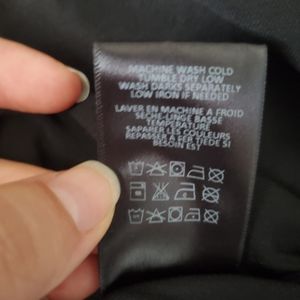 MACHINE WASH COLD
TUMBLE DRY LOW
WASH DARKS SEPARATELY
LOW IRON IF NEEDED
LAVER EN MACHINE A FROID
SECHE-LINGE BASSE
TEMPERATURE
SAPARER LES COULEURS
REPASSER A SER TIEDE SI
BESOIN EST